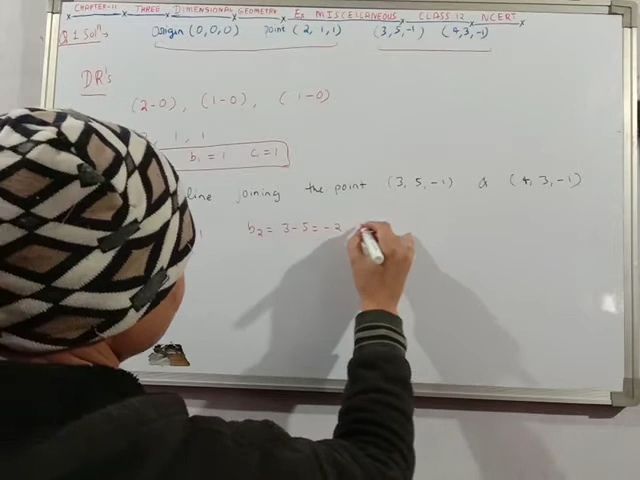 CHAPTER-11 THREE DIMENSIONAL GEOMETRY Ex MISCELLANEOUS CLASS 12 NCERT
Q 1 Solⁿ → Origin (0,0,0) Point (2, 1, 1) (3,5,-1) (4,3,-1)
DR's
(2-0), (1-0), (1-0)
, 1, 1
b₁ = 1 c₁ = 1
line joining the point (3, 5, -1) & (4, 3, -1)
b₂ = 3-5 = -2